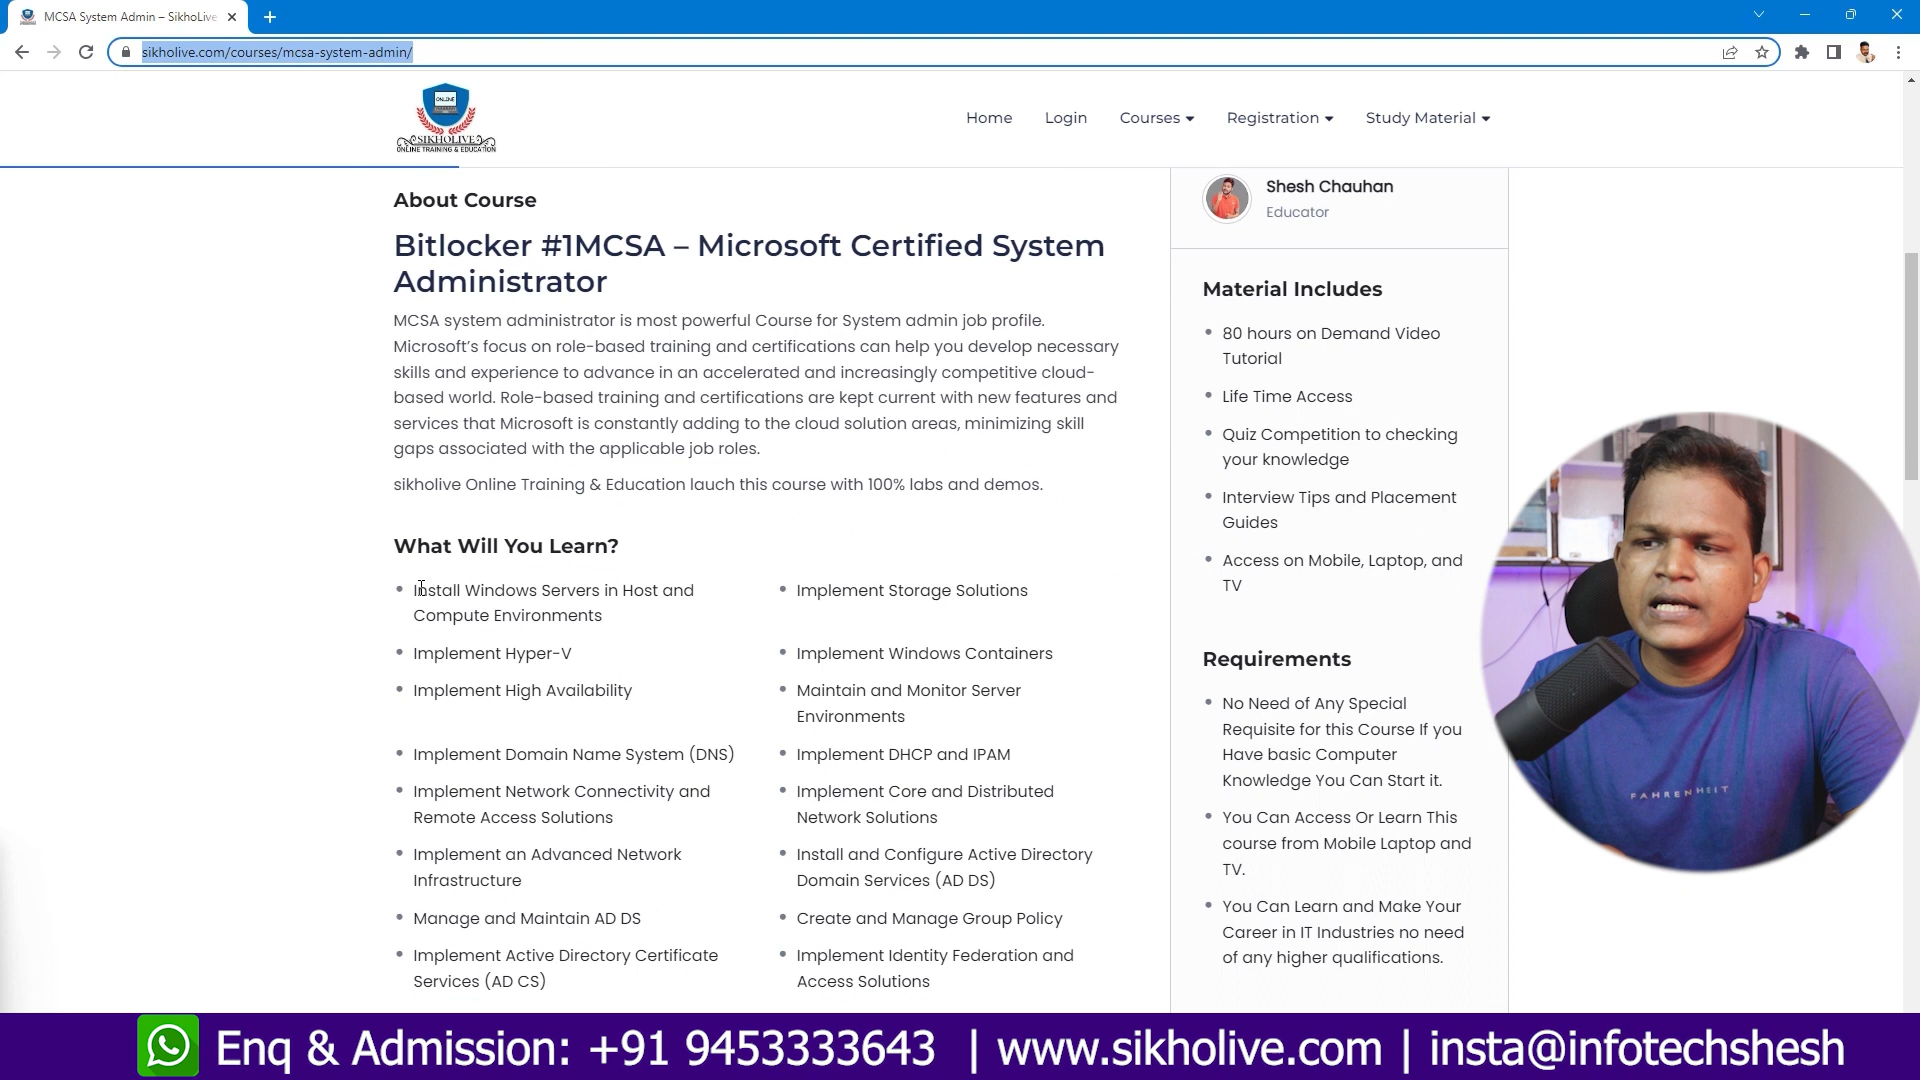 MCSA System Admin – SikhoLive
sikholive.com/courses/mcsa-system-admin/
ONLINE
SIKHOLIVE
ONLINE TRAINING & EDUCATION
Home
Login
Courses
Registration
Study Material
About Course
Bitlocker #1MCSA – Microsoft Certified System
Administrator
MCSA system administrator is most powerful Course for System admin job profile.
Microsoft's focus on role-based training and certifications can help you develop necessary
skills and experience to advance in an accelerated and increasingly competitive cloud-
based world. Role-based training and certifications are kept current with new features and
services that Microsoft is constantly adding to the cloud solution areas, minimizing skill
gaps associated with the applicable job roles.
sikholive Online Training & Education lauch this course with 100% labs and demos.
What Will You Learn?
Install Windows Servers in Host and
Compute Environments
Implement Storage Solutions
Implement Hyper-V
Implement Windows Containers
Implement High Availability
Maintain and Monitor Server
Environments
Implement Domain Name System (DNS)
Implement DHCP and IPAM
Implement Network Connectivity and
Remote Access Solutions
Implement Core and Distributed
Network Solutions
Implement an Advanced Network
Infrastructure
Install and Configure Active Directory
Domain Services (AD DS)
Manage and Maintain AD DS
Create and Manage Group Policy
Implement Active Directory Certificate
Services (AD CS)
Implement Identity Federation and
Access Solutions
Shesh Chauhan
Educator
Material Includes
80 hours on Demand Video
Tutorial
Life Time Access
Quiz Competition to checking
your knowledge
Interview Tips and Placement
Guides
Access on Mobile, Laptop, and
TV
Requirements
No Need of Any Special
Requisite for this Course If you
Have basic Computer
Knowledge You Can Start it.
You Can Access Or Learn This
course from Mobile Laptop and
TV.
You Can Learn and Make Your
Career in IT Industries no need
of any higher qualifications.
FAHRENHEIT
Enq & Admission: +91 9453333643 | www.sikholive.com | insta@infotechshesh